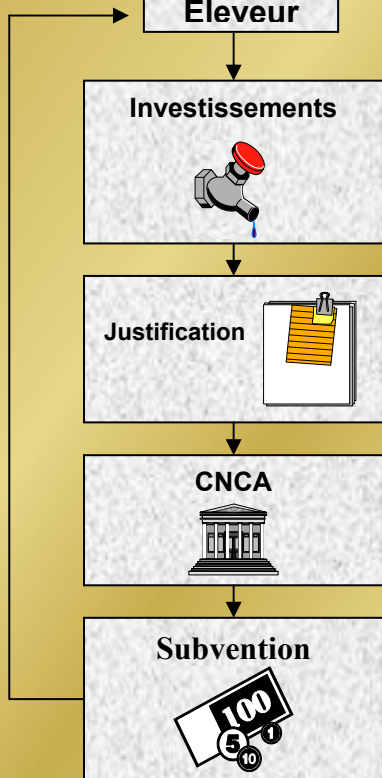 Eleveur
Investissements
Justification
CNCA
Subvention
100
5
1
10